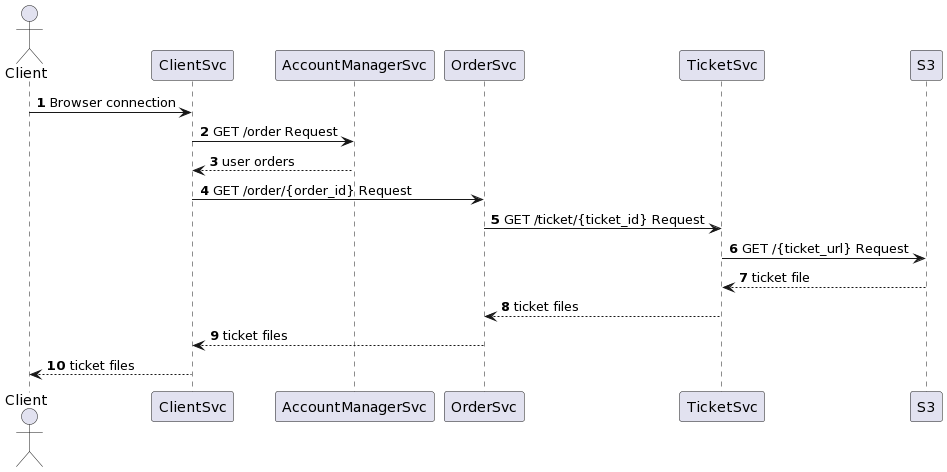 Client
ClientSvc
AccountManagerSvc
OrderSvc
TicketSvc
S3
1 Browser connection
2 GET /order Request
3 user orders
4 GET /order/{order_id} Request
5 GET /ticket/{ticket_id} Request
6 GET /{ticket_url} Request
7 ticket file
8 ticket files
9 ticket files
10 ticket files
Client
ClientSvc
AccountManagerSvc
OrderSvc
TicketSvc
S3